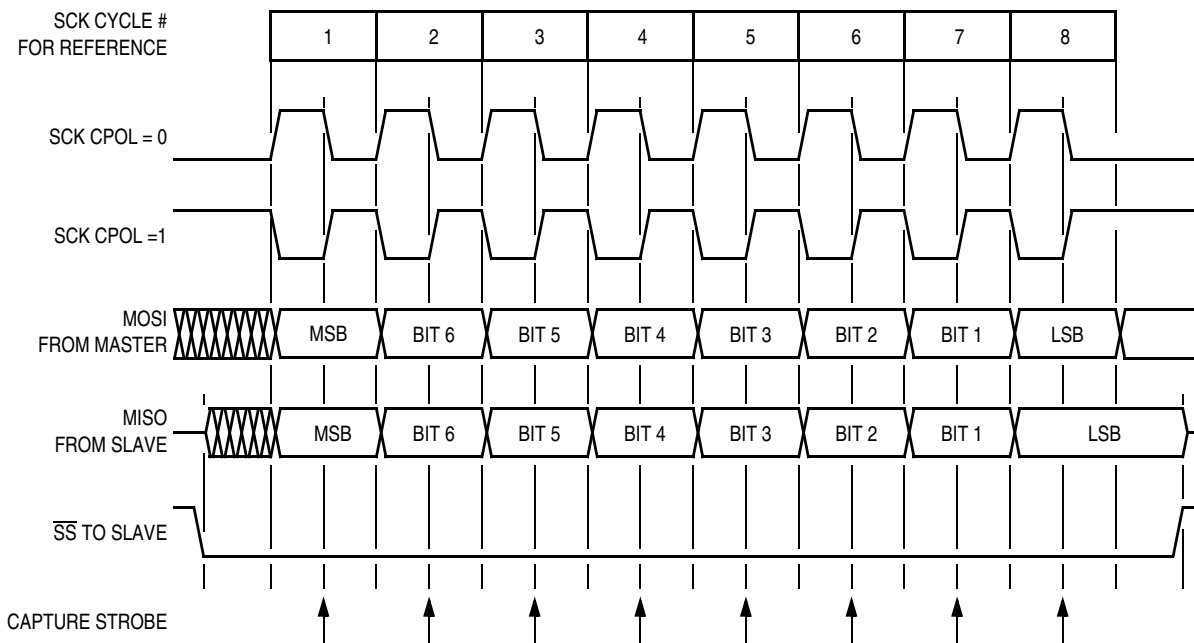 SCK CYCLE #
FOR REFERENCE
1 2 3 4 5 6 7 8
SCK CPOL = 0
SCK CPOL =1
MOSI
FROM MASTER
MSB BIT 6 BIT 5 BIT 4 BIT 3 BIT 2 BIT 1 LSB
MISO
FROM SLAVE
MSB BIT 6 BIT 5 BIT 4 BIT 3 BIT 2 BIT 1 LSB
S̅S̅ TO SLAVE
CAPTURE STROBE